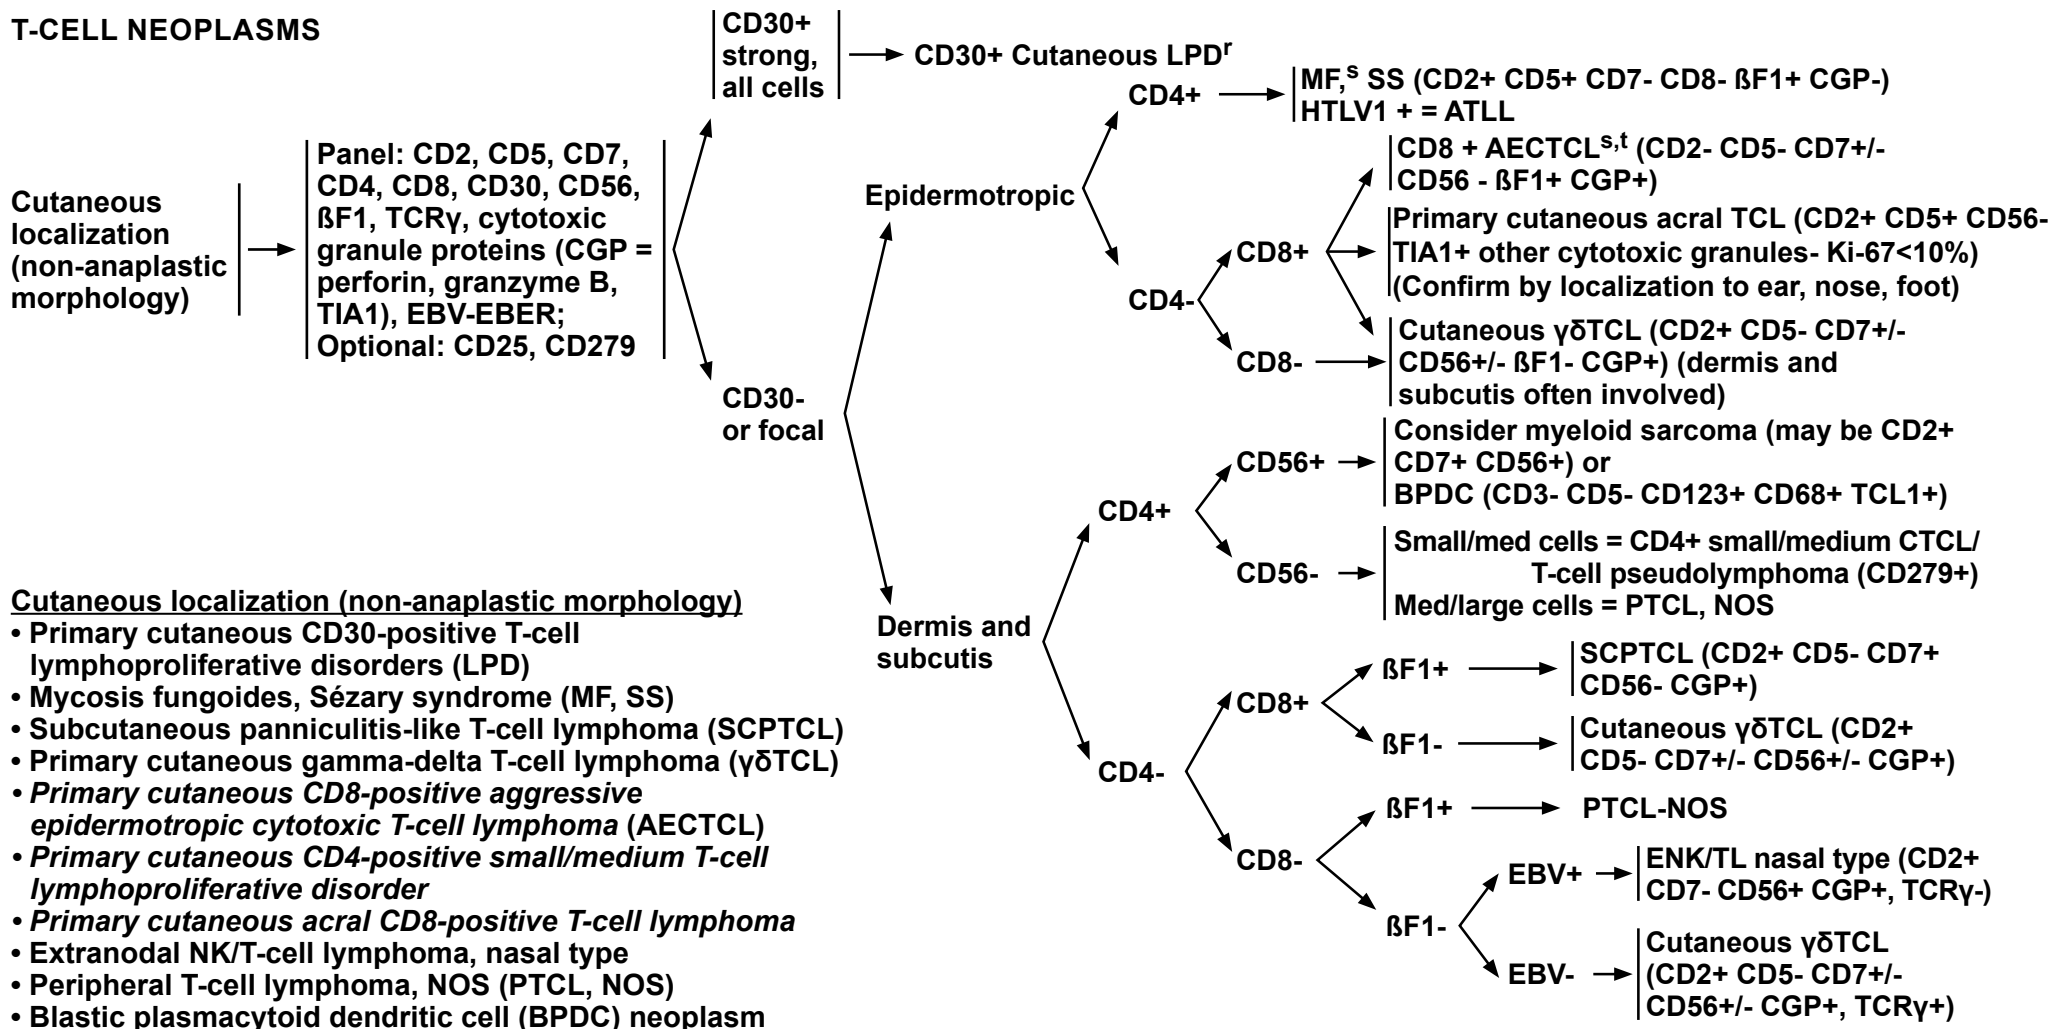 T-CELL NEOPLASMS
Cutaneous
localization
(non-anaplastic
morphology)
Panel: CD2, CD5, CD7,
CD4, CD8, CD30, CD56,
ßF1, TCRγ, cytotoxic
granule proteins (CGP =
perforin, granzyme B,
TIA1), EBV-EBER;
Optional: CD25, CD279
CD30+
strong,
all cells
CD30+ Cutaneous LPDr
CD30-
or focal
Epidermotropic
CD4+
MF,s SS (CD2+ CD5+ CD7- CD8- ßF1+ CGP-)
HTLV1 + = ATLL
CD4-
CD8+
CD8 + AECTCLs,t (CD2- CD5- CD7+/-
CD56 - ßF1+ CGP+)
Primary cutaneous acral TCL (CD2+ CD5+ CD56-
TIA1+ other cytotoxic granules- Ki-67<10%)
(Confirm by localization to ear, nose, foot)
CD8-
Cutaneous γδTCL (CD2+ CD5- CD7+/-
CD56+/- ßF1- CGP+) (dermis and
subcutis often involved)
Dermis and
subcutis
CD4+
CD56+
Consider myeloid sarcoma (may be CD2+
CD7+ CD56+) or
BPDC (CD3- CD5- CD123+ CD68+ TCL1+)
CD56-
Small/med cells = CD4+ small/medium CTCL/
T-cell pseudolymphoma (CD279+)
Med/large cells = PTCL, NOS
CD4-
CD8+
ßF1+
SCPTCL (CD2+ CD5- CD7+
CD56- CGP+)
ßF1-
Cutaneous γδTCL (CD2+
CD5- CD7+/- CD56+/- CGP+)
CD8-
ßF1+
PTCL-NOS
ßF1-
EBV+
ENK/TL nasal type (CD2+
CD7- CD56+ CGP+, TCRγ-)
EBV-
Cutaneous γδTCL
(CD2+ CD5- CD7+/-
CD56+/- CGP+, TCRγ+)
Cutaneous localization (non-anaplastic morphology)
• Primary cutaneous CD30-positive T-cell
lymphoproliferative disorders (LPD)
• Mycosis fungoides, Sézary syndrome (MF, SS)
• Subcutaneous panniculitis-like T-cell lymphoma (SCPTCL)
• Primary cutaneous gamma-delta T-cell lymphoma (γδTCL)
• Primary cutaneous CD8-positive aggressive
epidermotropic cytotoxic T-cell lymphoma (AECTCL)
• Primary cutaneous CD4-positive small/medium T-cell
lymphoproliferative disorder
• Primary cutaneous acral CD8-positive T-cell lymphoma
• Extranodal NK/T-cell lymphoma, nasal type
• Peripheral T-cell lymphoma, NOS (PTCL, NOS)
• Blastic plasmacytoid dendritic cell (BPDC) neoplasm